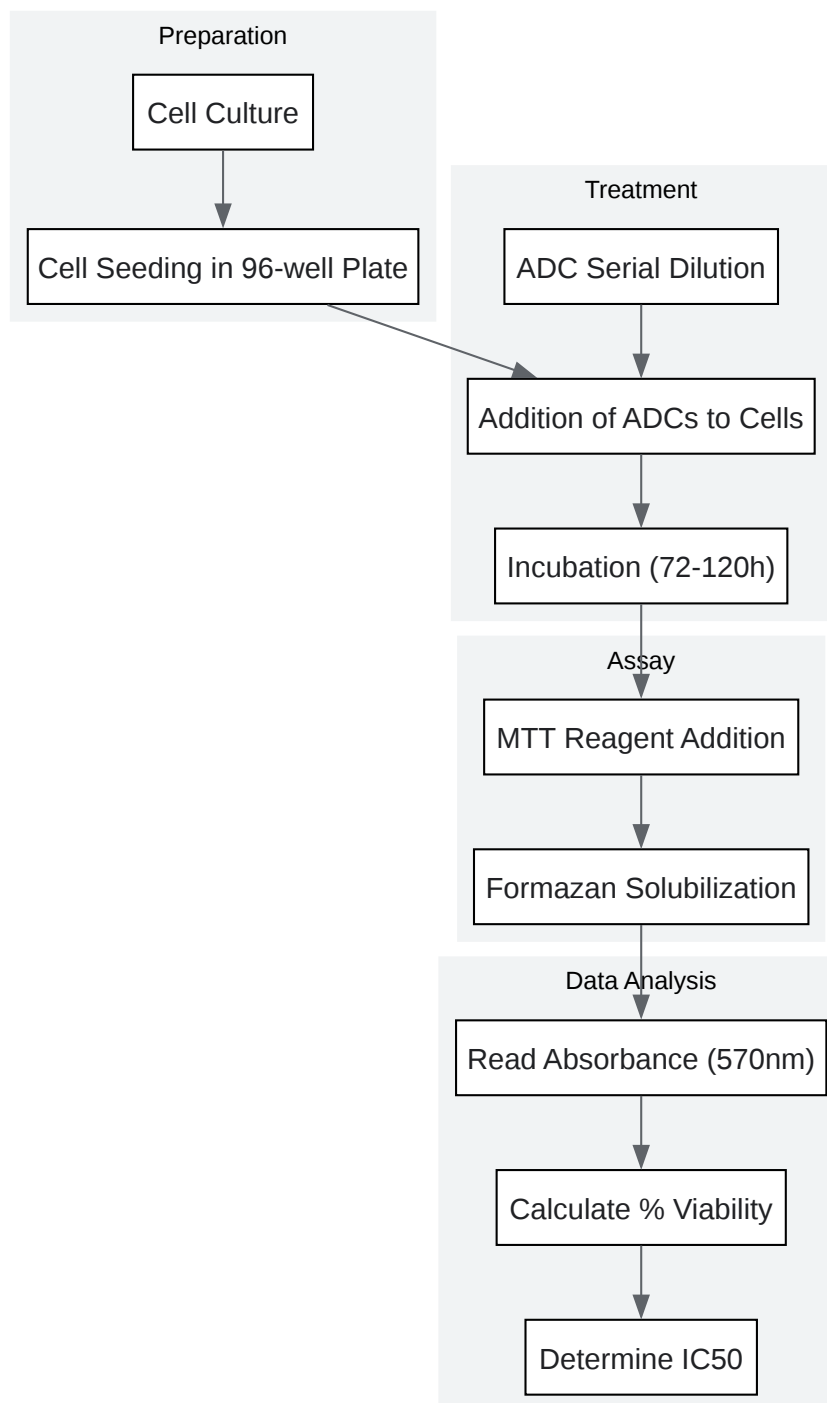 Preparation
Cell Culture
Cell Seeding in 96-well Plate
Treatment
ADC Serial Dilution
Addition of ADCs to Cells
Incubation (72-120h)
Assay
MTT Reagent Addition
Formazan Solubilization
Data Analysis
Read Absorbance (570nm)
Calculate % Viability
Determine IC50